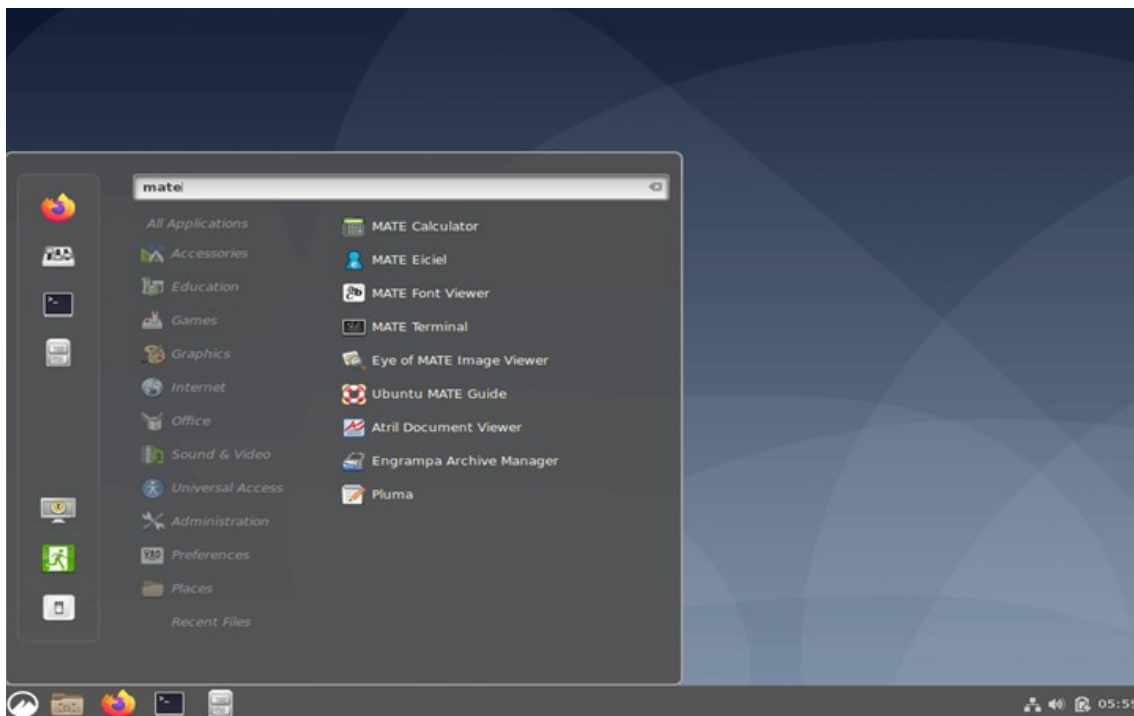 mate
All Applications
Accessories
Education
Games
Graphics
Internet
Office
Sound & Video
Universal Access
Administration
Preferences
Places
Recent Files
MATE Calculator
MATE Eiciel
MATE Font Viewer
MATE Terminal
Eye of MATE Image Viewer
Ubuntu MATE Guide
Atril Document Viewer
Engrampa Archive Manager
Pluma
05:59